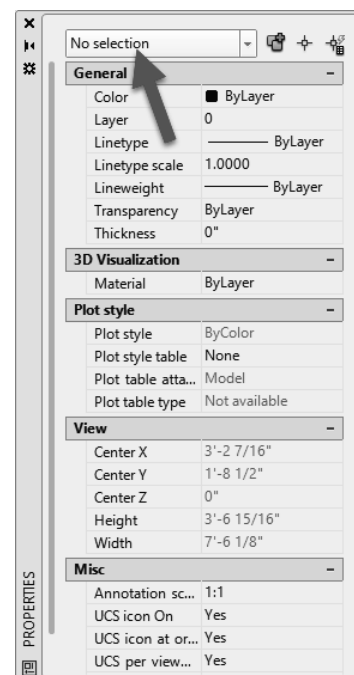 No selection
General
Color ByLayer
Layer 0
Linetype ByLayer
Linetype scale 1.0000
Lineweight ByLayer
Transparency ByLayer
Thickness 0"
3D Visualization
Material ByLayer
Plot style
Plot style ByColor
Plot style table None
Plot table atta... Model
Plot table type Not available
View
Center X 3'-2 7/16"
Center Y 1'-8 1/2"
Center Z 0"
Height 3'-6 15/16"
Width 7'-6 1/8"
Misc
Annotation sc... 1:1
UCS icon On Yes
UCS icon at or... Yes
UCS per view... Yes
PROPERTIES